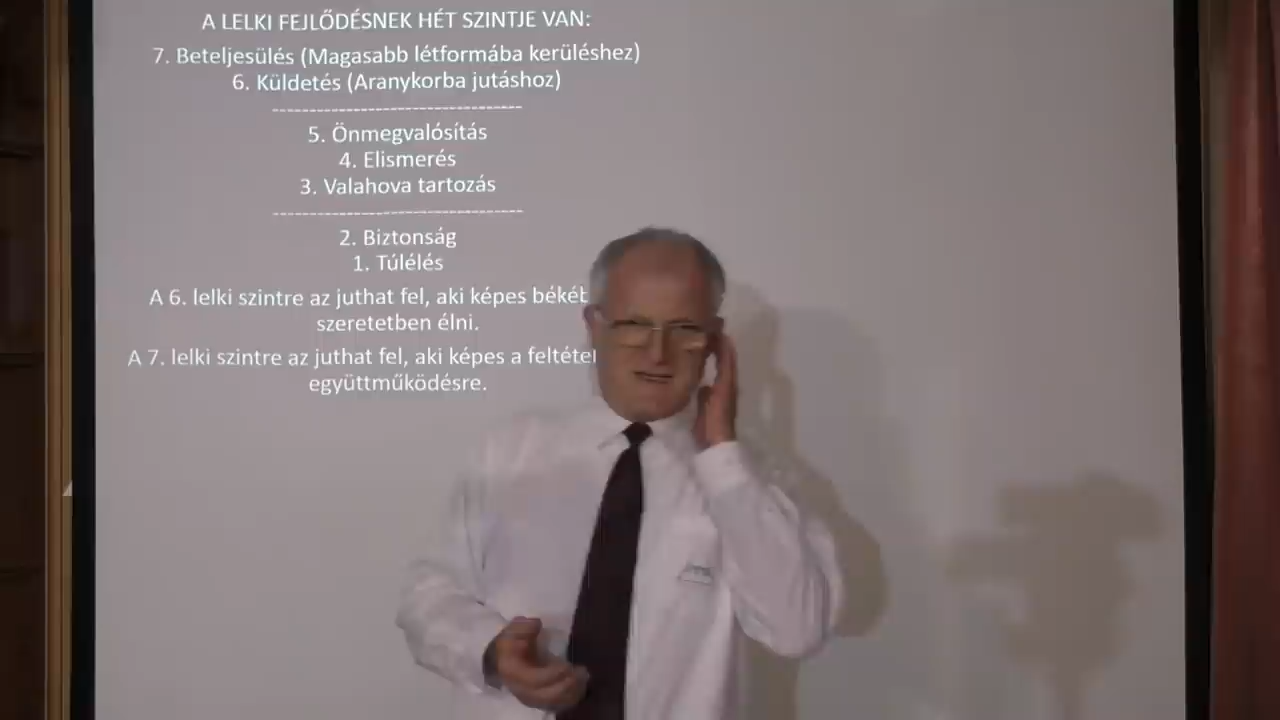 A LELKI FEJLŐDÉSNEK HÉT SZINTJE VAN:
7. Beteljesülés (Magasabb létformába kerüléshez)
6. Küldetés (Aranykorba jutáshoz)
----------------------------------
5. Önmegvalósítás
4. Elismerés
3. Valahova tartozás
----------------------------------
2. Biztonság
1. Túlélés
A 6. lelki szintre az juthat fel, aki képes
szeretetben élni.
A 7. lelki szintre az juthat fel, aki képes a
együttműködésre.